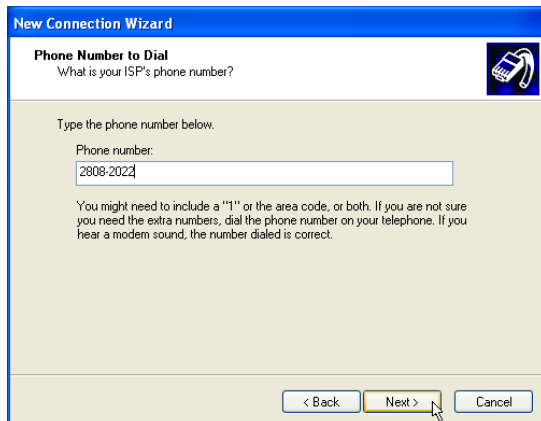 New Connection Wizard
Phone Number to Dial
What is your ISP's phone number?
Type the phone number below.
Phone number:
2808-2022
You might need to include a "1" or the area code, or both. If you are not sure
you need the extra numbers, dial the phone number on your telephone. If you
hear a modem sound, the number dialed is correct.
< Back Next > Cancel